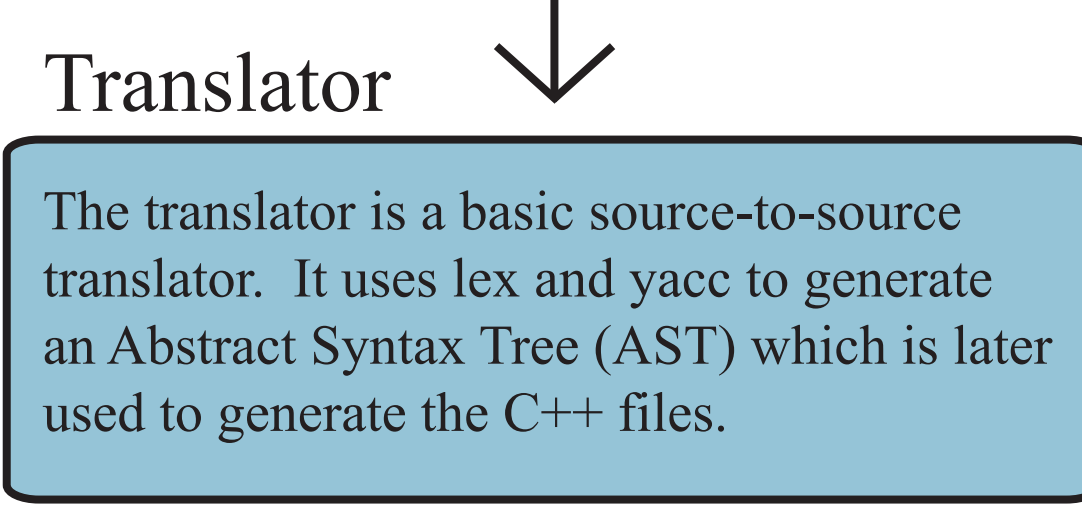 Translator
The translator is a basic source-to-source
translator.  It uses lex and yacc to generate
an Abstract Syntax Tree (AST) which is later
used to generate the C++ files.